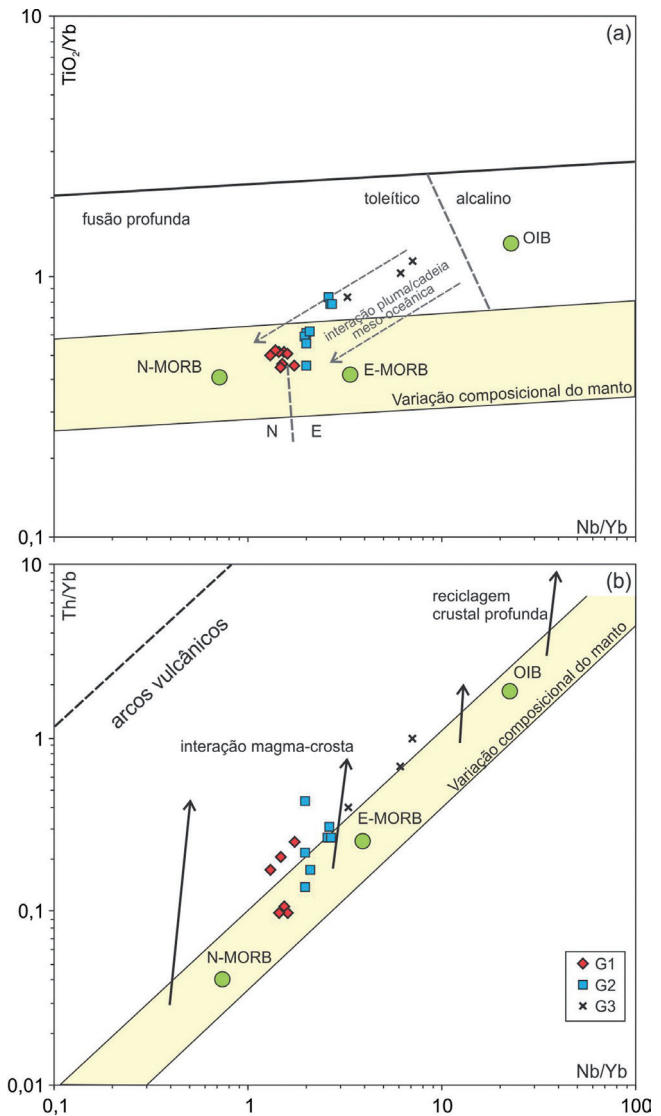 10
TiO₂/Yb
(a)
fusão profunda
toleítico
alcalino
OIB
1
interação pluma/cadeia
meso-oceânica
N-MORB
E-MORB
Variação composicional do manto
N
E
0,1
Nb/Yb
10
Th/Yb
(b)
reciclagem
crustal profunda
arcos vulcânicos
OIB
Variação composicional do manto
1
interação magma-crosta
E-MORB
0,1
N-MORB
G1
G2
G3
Nb/Yb
0,01
0,1
1
10
100